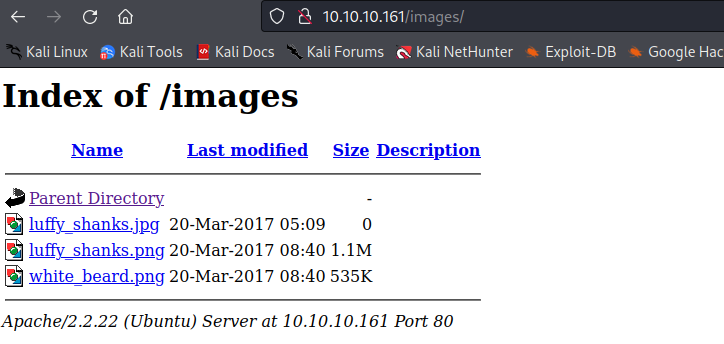 10.10.10.161/images/
Kali Linux Kali Tools Kali Docs Kali Forums Kali NetHunter Exploit-DB Google Hac
Index of /images
Name Last modified Size Description
Parent Directory -
luffy_shanks.jpg 20-Mar-2017 05:09 0
luffy_shanks.png 20-Mar-2017 08:40 1.1M
white_beard.png 20-Mar-2017 08:40 535K
Apache/2.2.22 (Ubuntu) Server at 10.10.10.161 Port 80